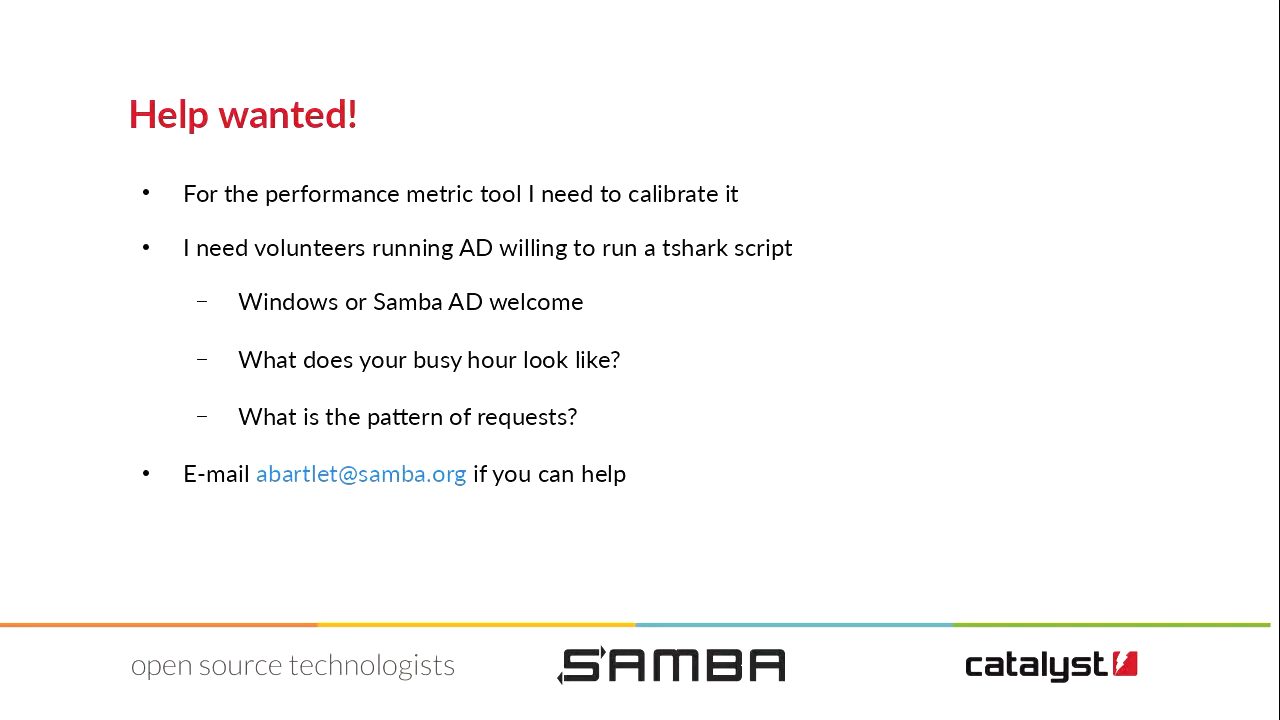 Help wanted!
• For the performance metric tool I need to calibrate it
• I need volunteers running AD willing to run a tshark script
– Windows or Samba AD welcome
– What does your busy hour look like?
– What is the pattern of requests?
• E-mail abartlet@samba.org if you can help
open source technologists
SAMBA
catalyst